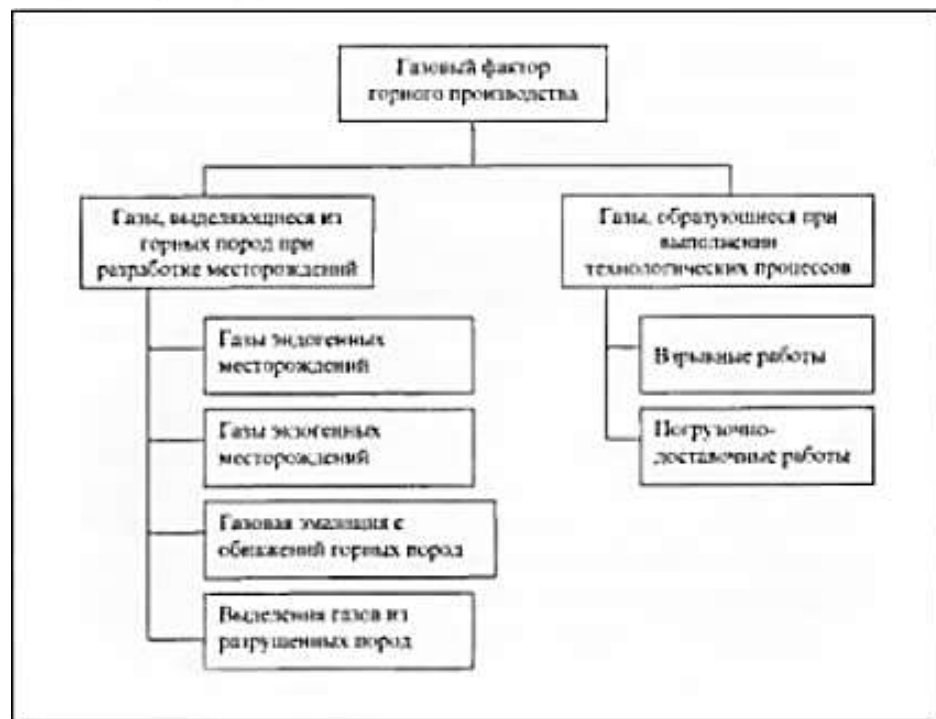 Газовый фактор
горного производства
Газы, выделяющиеся из
горных пород при
разработке месторождений
Газы, образующиеся при
выполнении
технологических процессов
Газы эндогенных
месторождений
Газы экзогенных
месторождений
Газовая эманация с
обнажений горных пород
Выделения газов из
разрушенных пород
Взрывные работы
Погрузочно-
доставочные работы